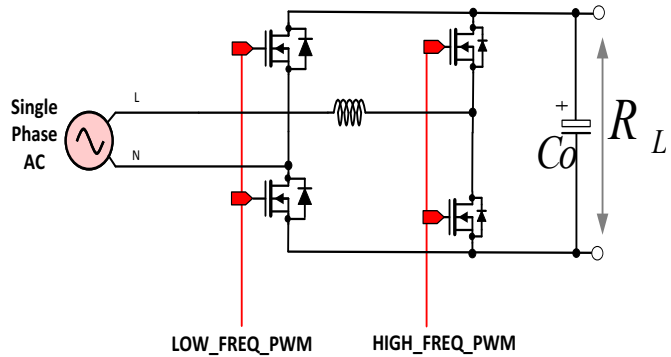 Single
Phase
AC
L
N
+
Co
R L
LOW_FREQ_PWM
HIGH_FREQ_PWM